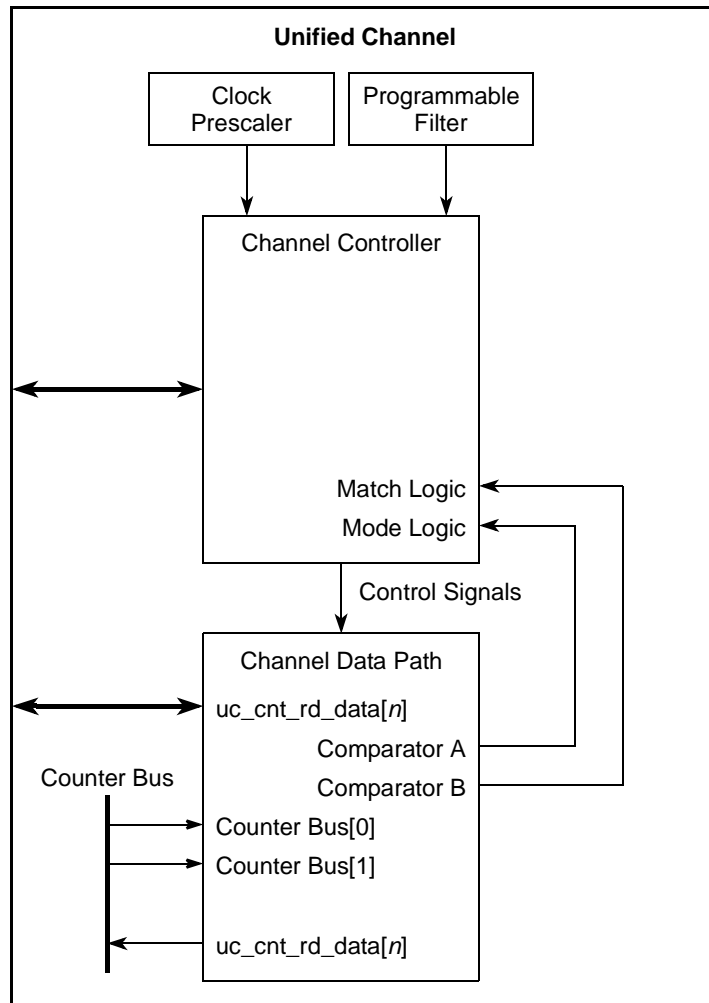 Unified Channel
Clock
Prescaler
Programmable
Filter
Channel Controller
Match Logic
Mode Logic
Control Signals
Channel Data Path
uc_cnt_rd_data[n]
Comparator A
Comparator B
Counter Bus
Counter Bus[0]
Counter Bus[1]
uc_cnt_rd_data[n]